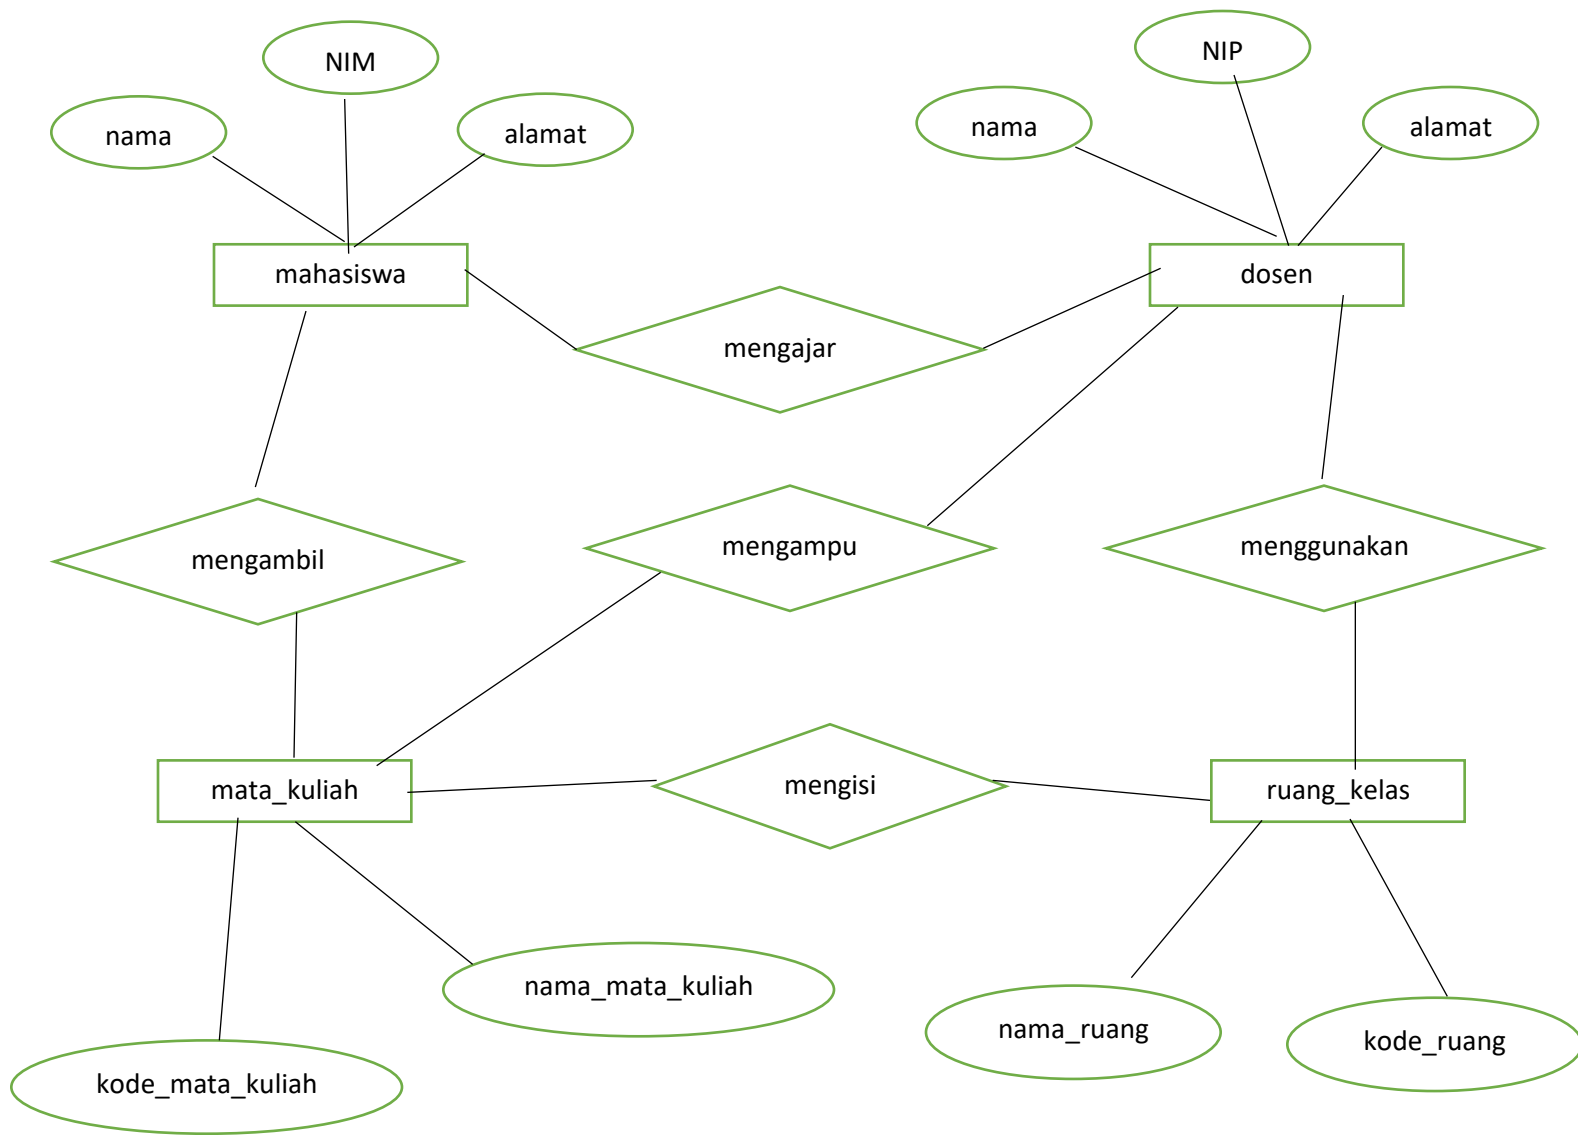 NIM
NIP
nama
alamat
nama
alamat
mahasiswa
dosen
mengajar
mengambil
mengampu
menggunakan
mata_kuliah
mengisi
ruang_kelas
nama_mata_kuliah
nama_ruang
kode_ruang
kode_mata_kuliah